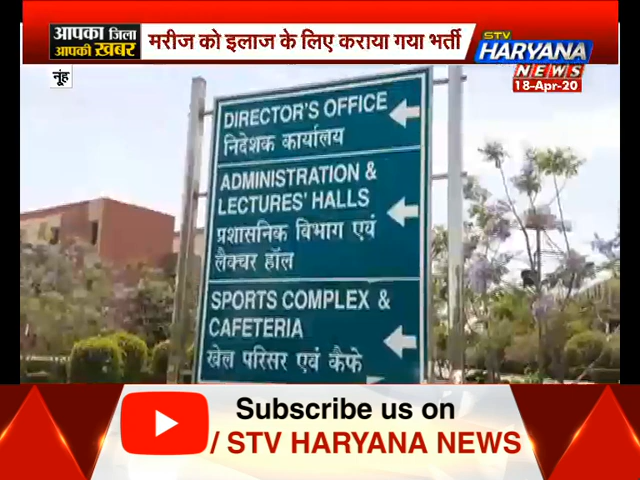 आपका जिला
आपकी ख़बर
मरीज को इलाज के लिए कराया गया भर्ती
STV
HARYANA
NEWS
18-Apr-20
नूंह
DIRECTOR'S OFFICE
निदेशक कार्यालय
ADMINISTRATION &
LECTURES' HALLS
प्रशासनिक विभाग एवं
लैक्चर हॉल
SPORTS COMPLEX &
CAFETERIA
खेल परिसर एवं कैफे
Subscribe us on
/ STV HARYANA NEWS